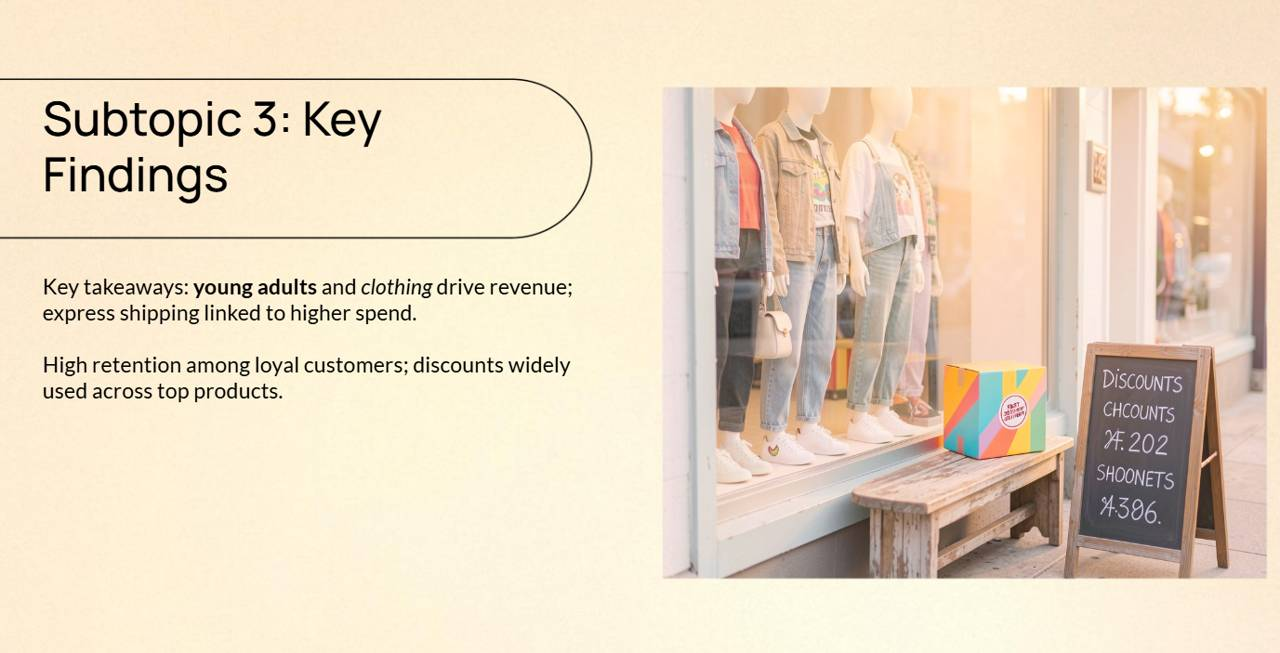 Subtopic 3: Key
Findings
Key takeaways: young adults and clothing drive revenue;
express shipping linked to higher spend.
High retention among loyal customers; discounts widely
used across top products.
DISCOUNTS
CHCOUNTS
202
SHOONETS